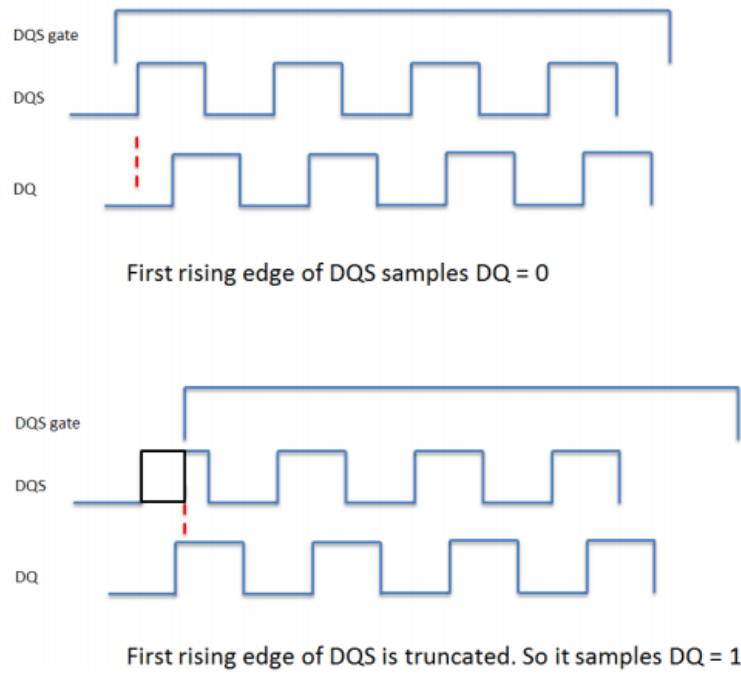 DQS gate
DQS
DQ
First rising edge of DQS samples DQ = 0
DQS gate
DQS
DQ
First rising edge of DQS is truncated. So it samples DQ = 1